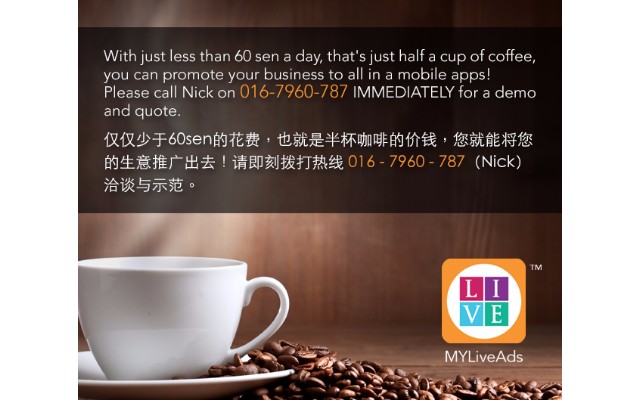 With just less than 60 sen a day, that's just half a cup of coffee,
you can promote your business to all in a mobile apps!
Please call Nick on 016-7960-787 IMMEDIATELY for a demo
and quote.
仅仅少于60sen的花费，也就是半杯咖啡的价钱，您就能将您
的生意推广出去！请即刻拨打热线 016 - 7960 - 787（Nick）
洽谈与示范。
L I
V E
TM
MYLiveAds